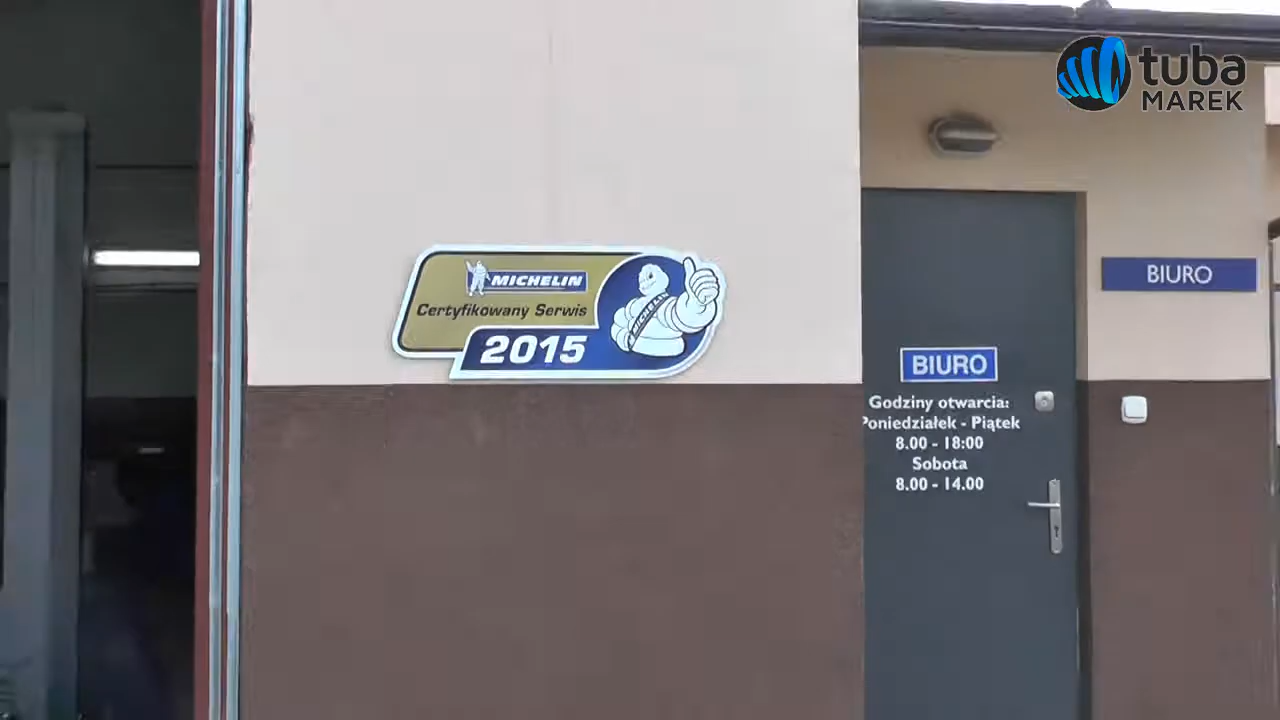 tuba
MAREK
MICHELIN
Certyfikowany Serwis
2015
MICHELIN
BIURO
BIURO
Godziny otwarcia:
Poniedziałek - Piątek
8.00 - 18:00
Sobota
8.00 - 14.00